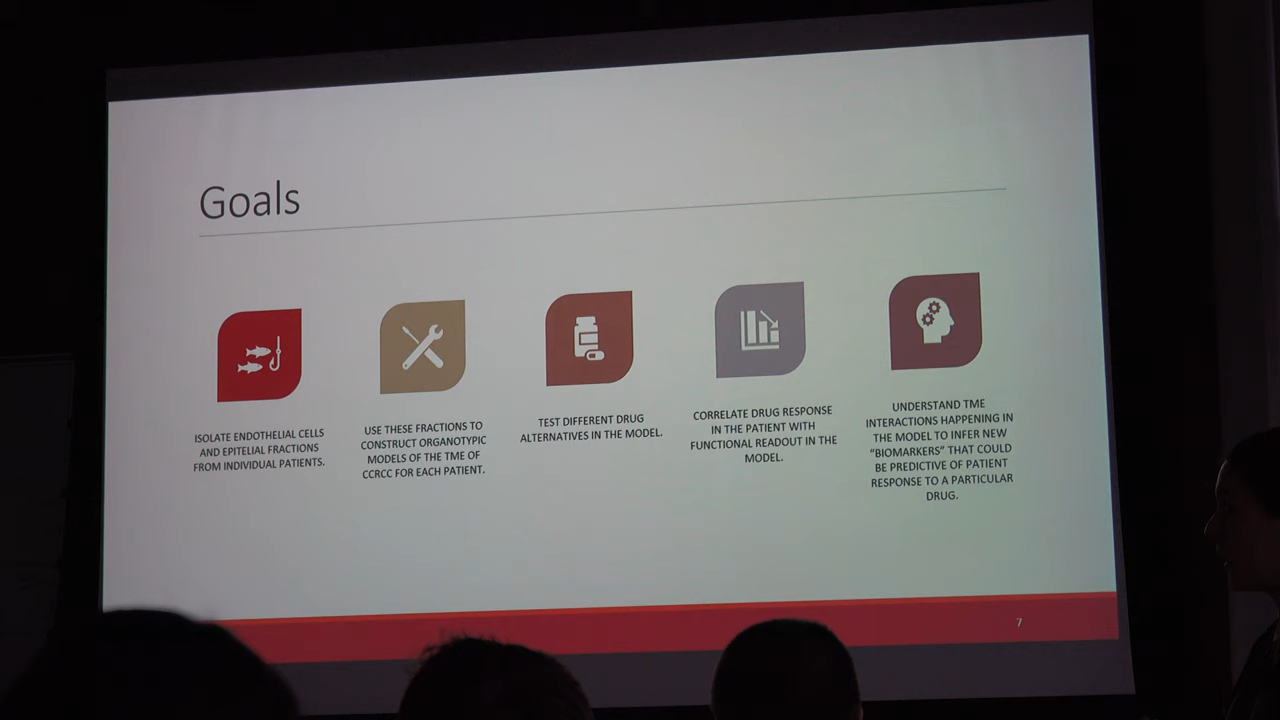 Goals
ISOLATE ENDOTHELIAL CELLS
AND EPITELIAL FRACTIONS
FROM INDIVIDUAL PATIENTS.
USE THESE FRACTIONS TO
CONSTRUCT ORGANOTYPIC
MODELS OF THE TME OF
CCRCC FOR EACH PATIENT.
TEST DIFFERENT DRUG
ALTERNATIVES IN THE MODEL.
CORRELATE DRUG RESPONSE
IN THE PATIENT WITH
FUNCTIONAL READOUT IN THE
MODEL.
UNDERSTAND TME
INTERACTIONS HAPPENING IN
THE MODEL TO INFER NEW
"BIOMARKERS" THAT COULD
BE PREDICTIVE OF PATIENT
RESPONSE TO A PARTICULAR
DRUG.
7